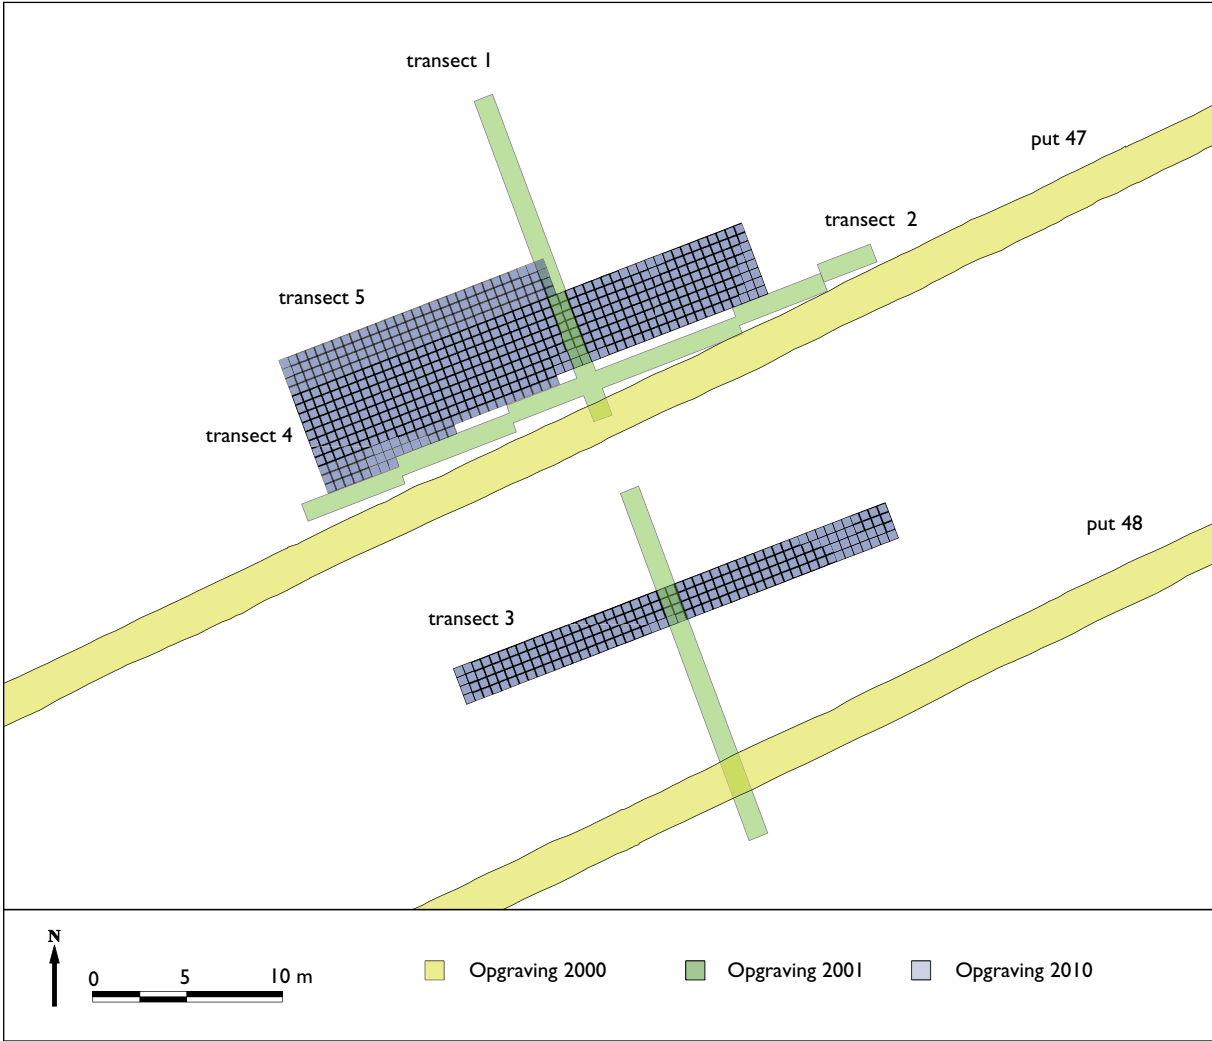 transect 1
put 47
transect 2
transect 5
transect 4
put 48
transect 3
N
0 5 10 m
Opgraving 2000
Opgraving 2001
Opgraving 2010